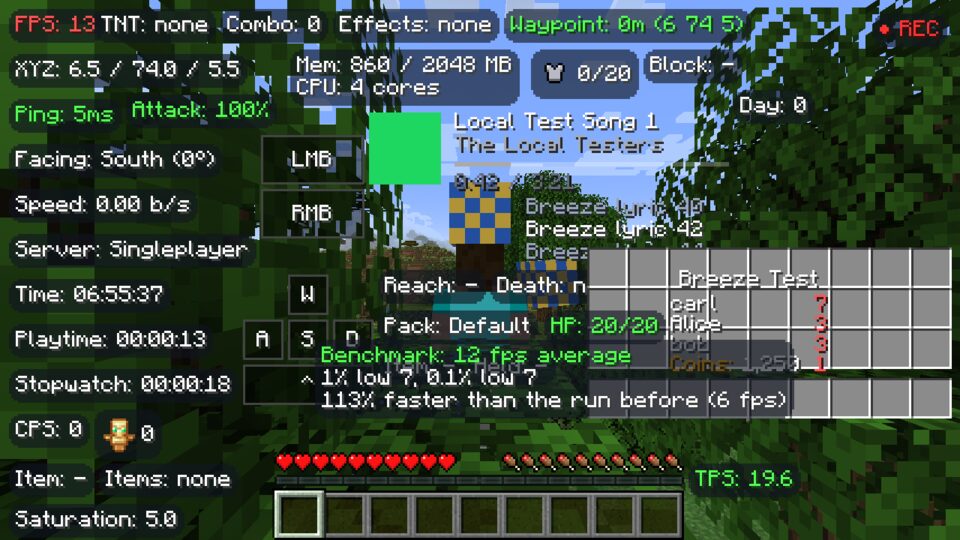 FPS: 13 TNT: none Combo: 0 Effects: none Waypoint: 0m (6 74 5)
REC
XYZ: 6.5 / 74.0 / 5.5
Mem: 860 / 2048 MB
CPU: 4 cores
0/20
Block: -
Day: 0
Ping: 5ms
Attack: 100%
Local Test Song 1
The Local Testers
0:42 / 3:21
Facing: South (0°)
LMB
Speed: 0.00 b/s
RMB
Breeze lyric 40
Breeze lyric 42
Breeze lyric 44
Server: Singleplayer
Reach: - Death: n
Breeze Test
Time: 06:55:37
W
carl 7
Alice 3
bob 3
Coins: 1,250 1
Pack: Default HP: 20/20
Playtime: 00:00:13
A S D
Benchmark: 12 fps average
1% low 7, 0.1% low 7
113% faster than the run before (6 fps)
Stopwatch: 00:00:18
^
CPS: 0
0
Item: - Items: none
TPS: 19.6
Saturation: 5.0